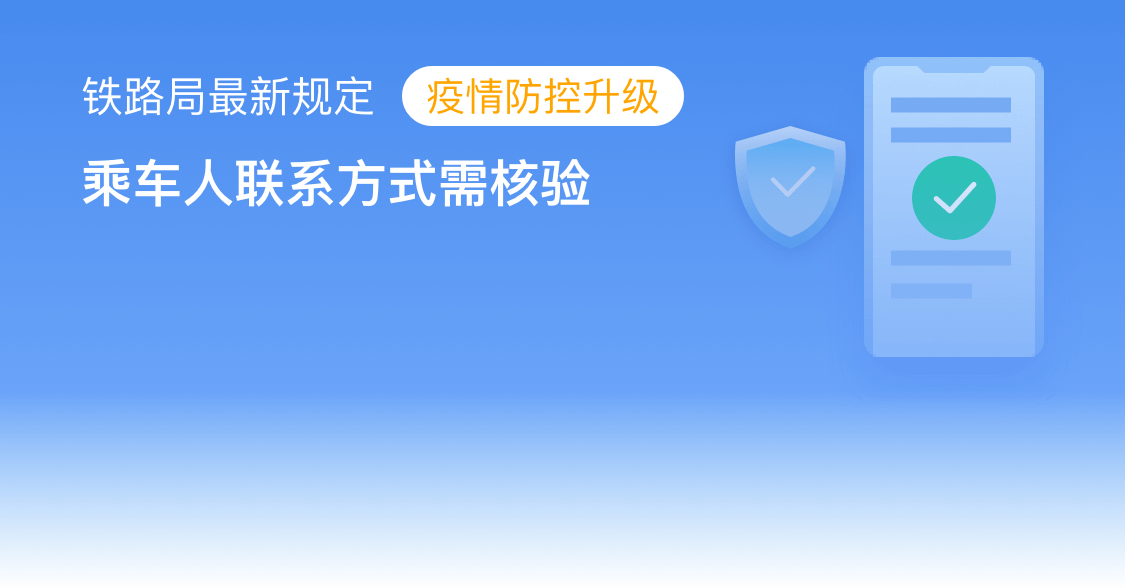 铁路局最新规定 疫情防控升级
乘车人联系方式需核验